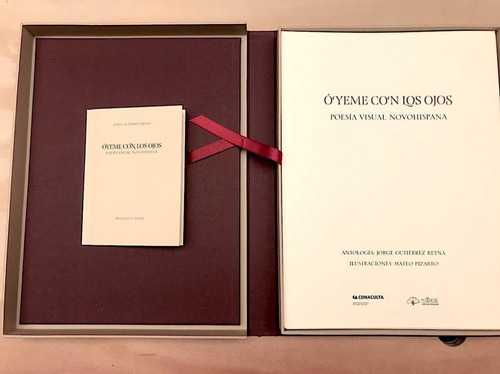 JORGE GUTIÉRREZ REYNA
ÓYEME CON LOS OJOS
POESÍA VISUAL NOVOHISPANA
ÓYEME CON LOS OJOS
POESÍA VISUAL NOVOHISPANA
ANTOLOGÍA: JORGE GUTIÉRREZ REYNA
ILUSTRACIONES: MATEO PIZARRO
CONACULTA